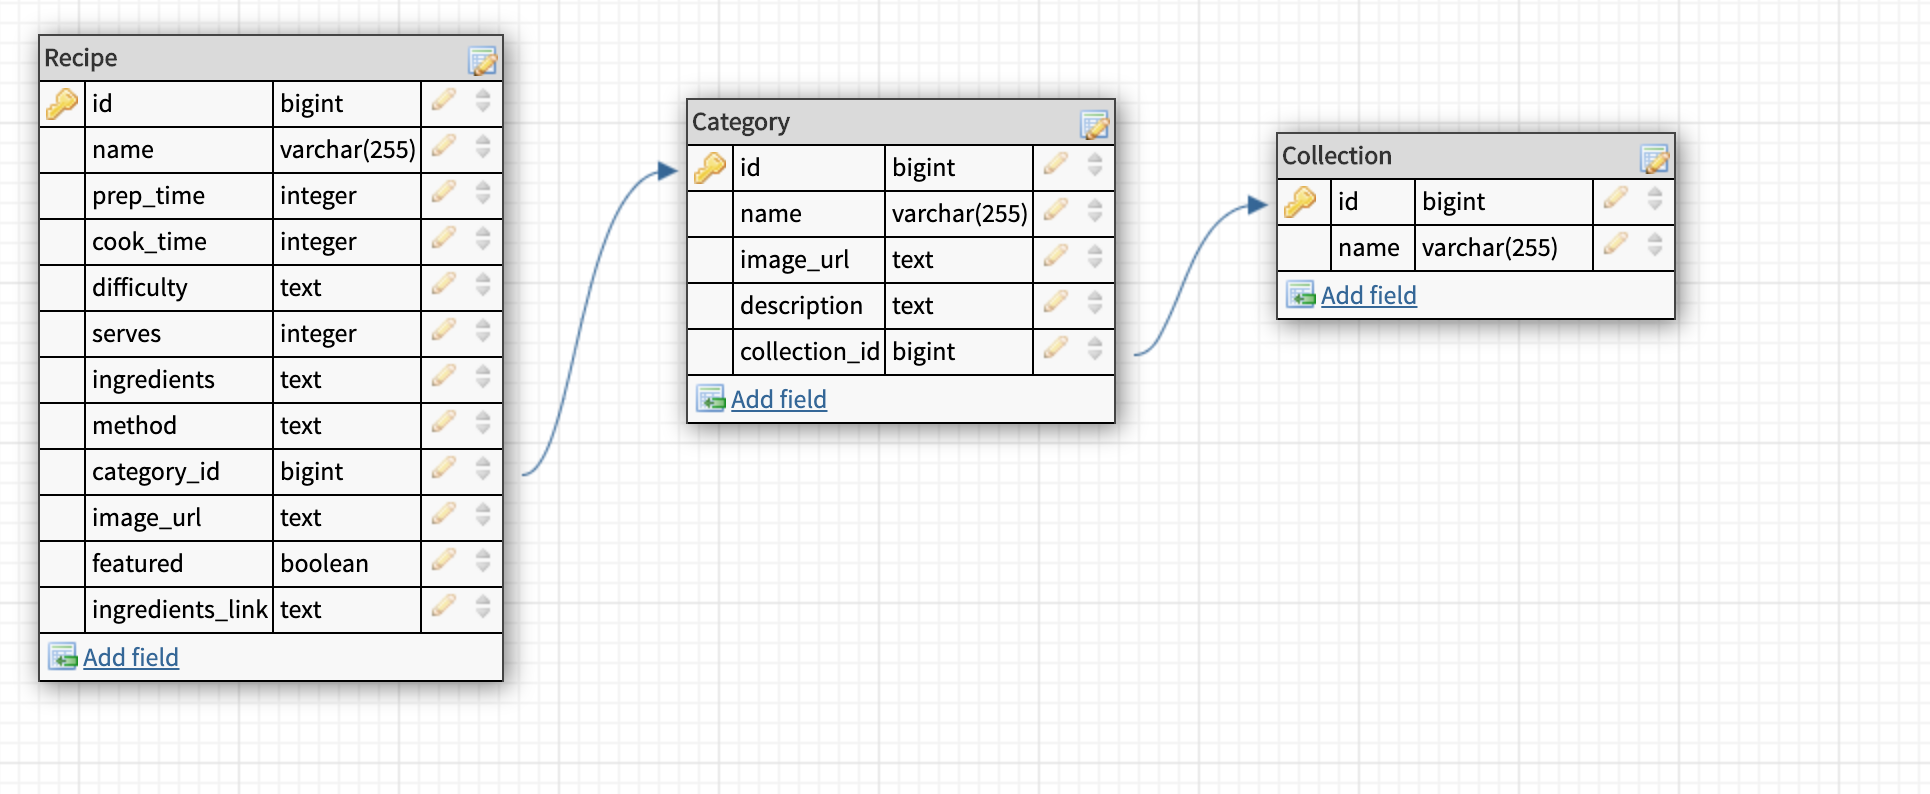 Recipe
id bigint
name varchar(255)
prep_time integer
cook_time integer
difficulty text
serves integer
ingredients text
method text
category_id bigint
image_url text
featured boolean
ingredients_link text
Add field
Category
id bigint
name varchar(255)
image_url text
description text
collection_id bigint
Add field
Collection
id bigint
name varchar(255)
Add field